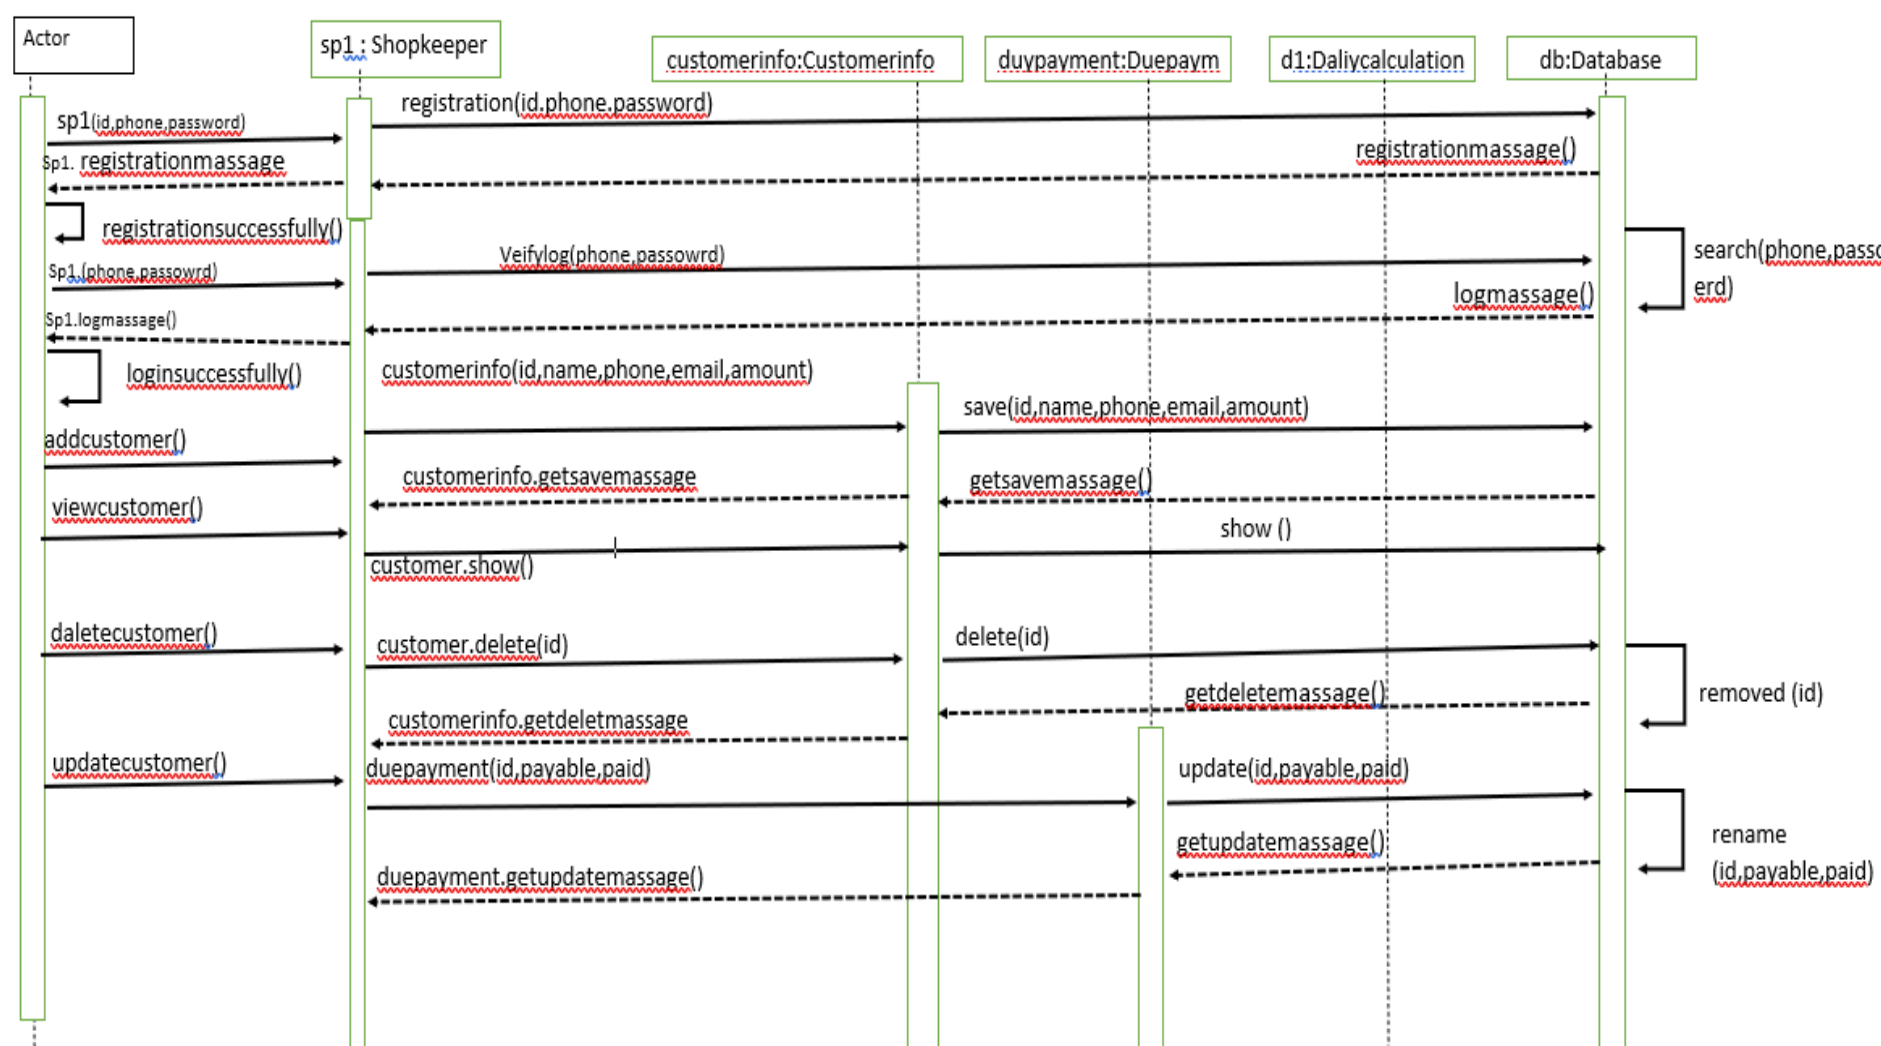 Actor
sp1 : Shopkeeper
customerinfo:Customerinfo
duypayment:Duepaym
d1:Daliycalculation
db:Database
registration(id.phone.password)
sp1(id,phone,password)
registrationmassage()
Sp1. registrationmassage
registrationsuccessfully()
Veifylog(phone,passowrd)
search(phone,passo
erd)
Sp1.(phone,passowrd)
logmassage()
Sp1.logmassage()
loginsuccessfully()
customerinfo(id,name,phone,email,amount)
save(id,name,phone,email,amount)
addcustomer()
customerinfo.getsavemassage
getsavemassage()
viewcustomer()
show ()
customer.show()
daletecustomer()
customer.delete(id)
delete(id)
getdeletemassage()
removed (id)
customerinfo.getdeletmassage
updatecustomer()
duepayment(id,payable,paid)
update(id,payable,paid)
rename
(id,payable,paid)
getupdatemassage()
duepayment.getupdatemassage()